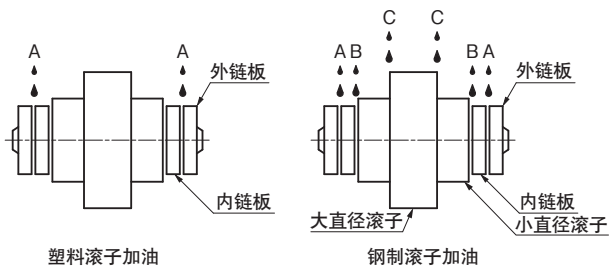 C C
A A A B B A
外链板 外链板
内链板 内链板
大直径滚子 小直径滚子
塑料滚子加油 钢制滚子加油